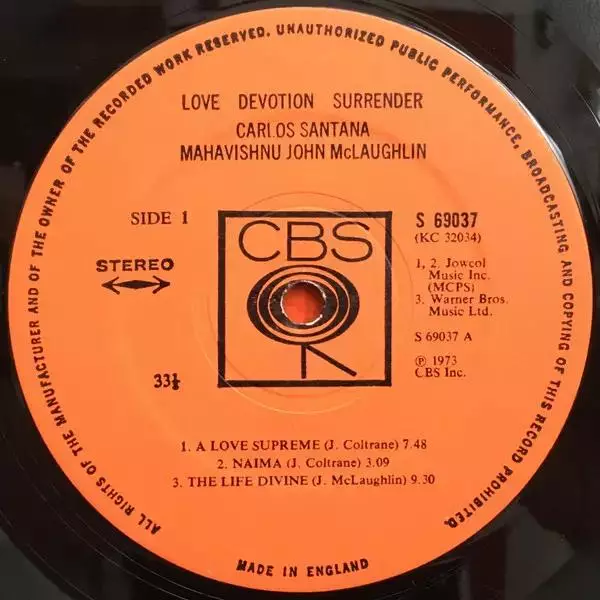 ALL RIGHTS OF THE MANUFACTURER AND OF THE OWNER OF THE RECORDED WORK RESERVED. UNAUTHORIZED PUBLIC PERFORMANCE, BROADCASTING AND COPYING OF THIS RECORD PROHIBITED.
LOVE DEVOTION SURRENDER
CARLOS SANTANA
MAHAVISHNU JOHN McLAUGHLIN
SIDE 1
STEREO
33⅓
CBS
S 69037
(KC 32034)
1, 2. Jowcol
Music Inc.
(MCPS)
3. Warner Bros.
Music Ltd.
S 69037 A
℗ 1973
CBS Inc.
1. A LOVE SUPREME (J. Coltrane) 7.48
2. NAIMA (J. Coltrane) 3.09
3. THE LIFE DIVINE (J. McLaughlin) 9.30
MADE IN ENGLAND